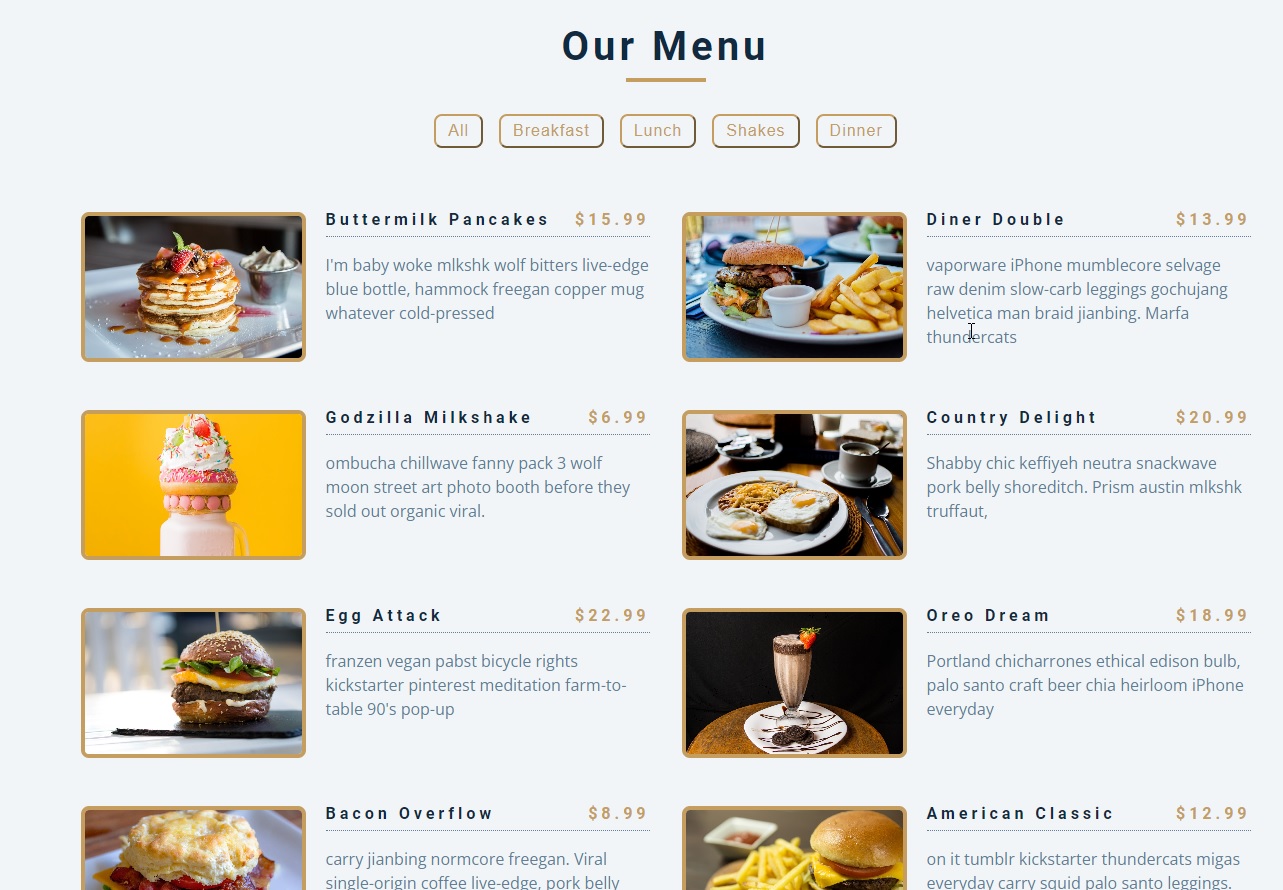 Our Menu
All
Breakfast
Lunch
Shakes
Dinner
Buttermilk Pancakes $15.99
I'm baby woke mlkshk wolf bitters live-edge
blue bottle, hammock freegan copper mug
whatever cold-pressed
Diner Double $13.99
vaporware iPhone mumblecore selvage
raw denim slow-carb leggings gochujang
helvetica man braid jianbing. Marfa
thundercats
Godzilla Milkshake $6.99
ombucha chillwave fanny pack 3 wolf
moon street art photo booth before they
sold out organic viral.
Country Delight $20.99
Shabby chic keffiyeh neutra snackwave
pork belly shoreditch. Prism austin mlkshk
truffaut,
Egg Attack $22.99
franzen vegan pabst bicycle rights
kickstarter pinterest meditation farm-to-
table 90's pop-up
Oreo Dream $18.99
Portland chicharrones ethical edison bulb,
palo santo craft beer chia heirloom iPhone
everyday
Bacon Overflow $8.99
carry jianbing normcore freegan. Viral
single-origin coffee live-edge, pork belly
American Classic $12.99
on it tumblr kickstarter thundercats migas
everyday carry squid palo santo leggings.